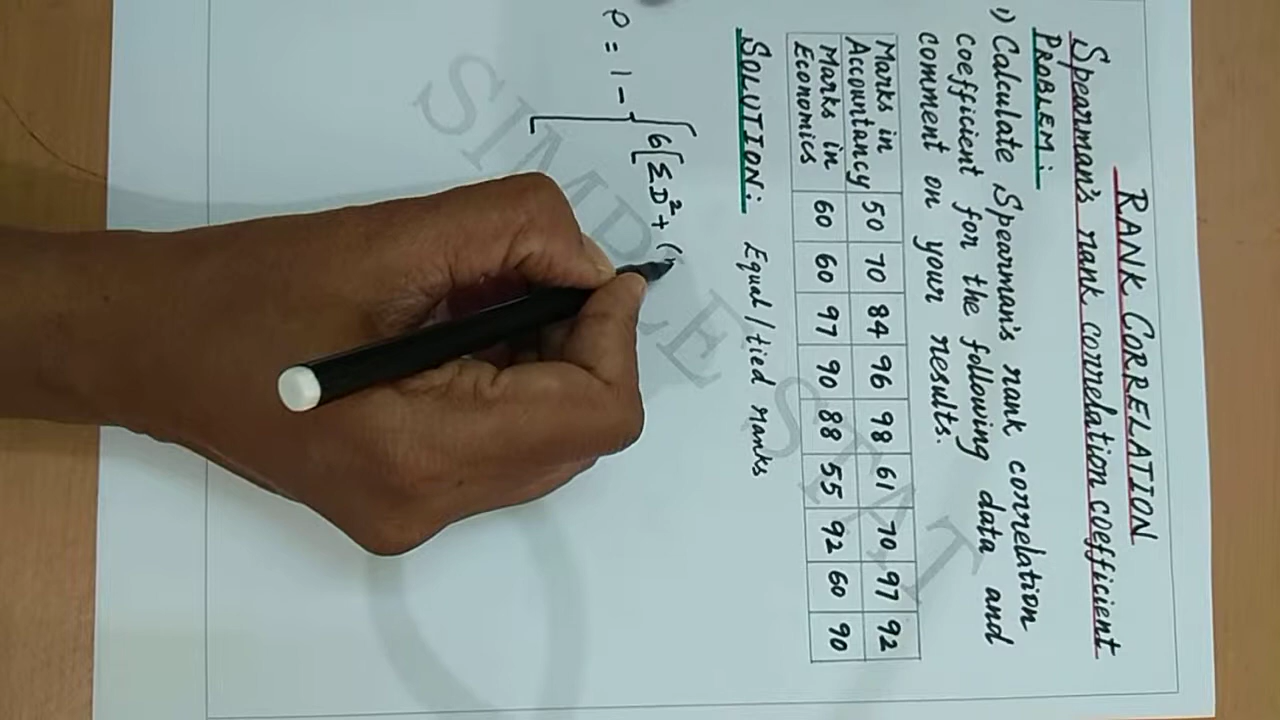 RANK CORRELATION
Spearman's rank correlation coefficient
PROBLEM:
1) Calculate Spearman's rank correlation
coefficient for the following data and
comment on your results.
Marks in Accountancy 50 70 84 96 98 61 70 97 92
Marks in Economics 60 60 97 90 88 55 92 60 90
SOLUTION: Equal/tied ranks
ρ = 1 - [6[ΣD²+ (
SIMPLE STAT